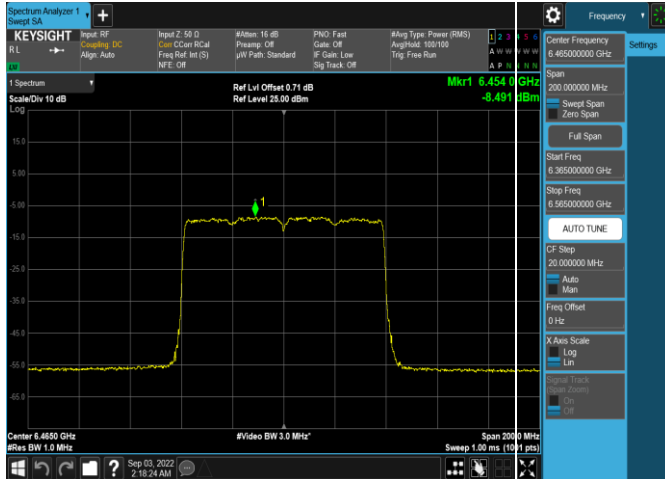 Spectrum Analyzer 1
Swept SA
Frequency
KEYSIGHT
Input: RF
Input Z: 50 Ω
#Atten: 16 dB
PNO: Fast
#Avg Type: Power (RMS)
1 2 3 4 5 6
RL
Coupling: DC
Corr CCorr RCal
Preamp: Off
Gate: Off
Avg|Hold: 100/100
A W W W W W
Align: Auto
Freq Ref: Int (S)
µW Path: Standard
IF Gain: Low
Trig: Free Run
NFE: Off
Sig Track: Off
A P N N N N
1 Spectrum
Ref Lvl Offset 0.71 dB
Mkr1 6.454 0 GHz
Scale/Div 10 dB
Ref Level 25.00 dBm
-8.491 dBm
Log
15.0
5.00
-5.00
-15.0
-25.0
-35.0
-45.0
-55.0
-65.0
1
Center 6.4650 GHz
#Video BW 3.0 MHz*
Span 200.0 MHz
#Res BW 1.0 MHz
Sweep 1.00 ms (1001 pts)
Sep 03, 2022
2:18:24 AM
Center Frequency
6.465000000 GHz
Settings
Span
200.000000 MHz
Swept Span
Zero Span
Full Span
Start Freq
6.365000000 GHz
Stop Freq
6.565000000 GHz
AUTO TUNE
CF Step
20.000000 MHz
Auto
Man
Freq Offset
0 Hz
X Axis Scale
Log
Lin
Signal Track
(Span Zoom)
On
Off